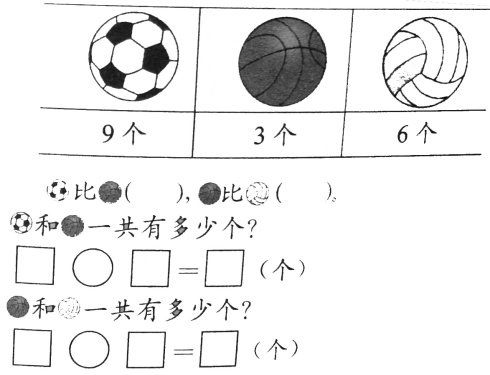 9个 3个 6个
比(  ),比(  )。
和一共有多少个?
=(个)
和一共有多少个?
=(个)